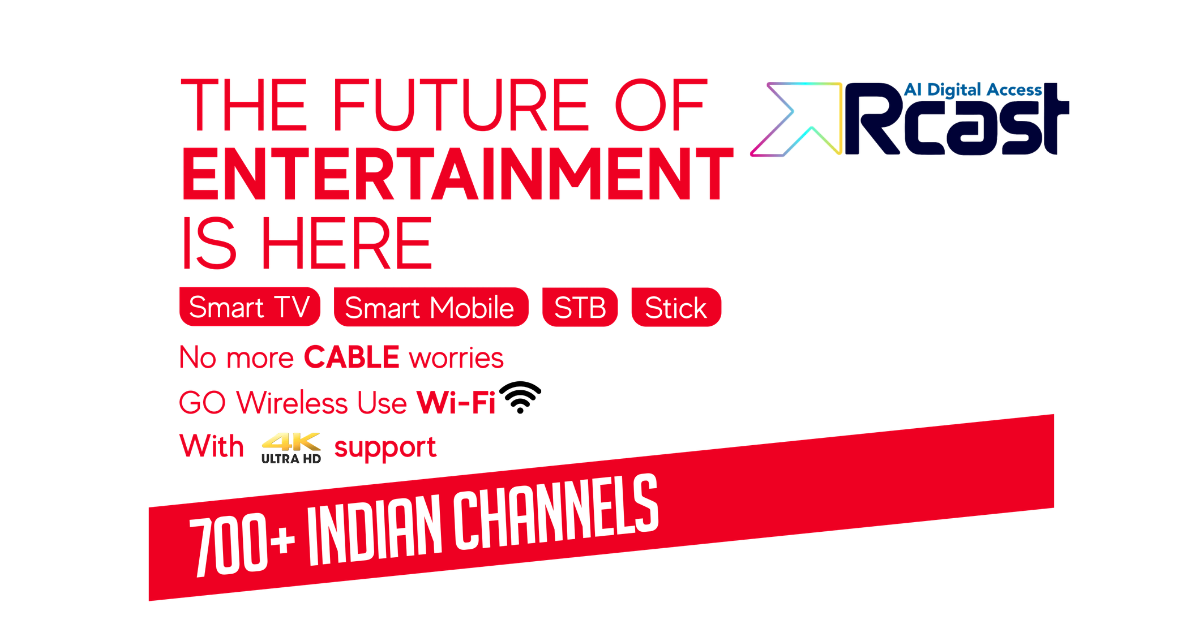 THE FUTURE OF
ENTERTAINMENT
IS HERE
AI Digital Access
Rcast
Smart TV Smart Mobile STB Stick
No more CABLE worries
GO Wireless Use Wi-Fi
With 4K ULTRA HD support
700+ INDIAN CHANNELS